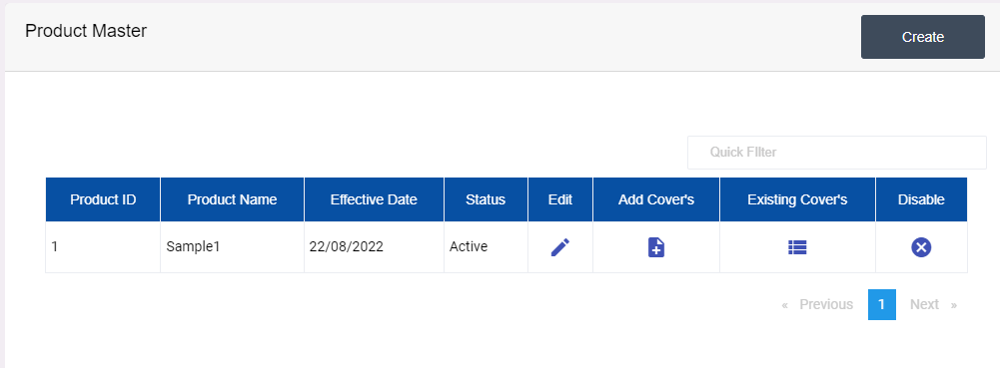 Product Master
Create
Quick FIlter
Product ID Product Name Effective Date Status Edit Add Cover's Existing Cover's Disable
1 Sample1 22/08/2022 Active
« Previous 1 Next »